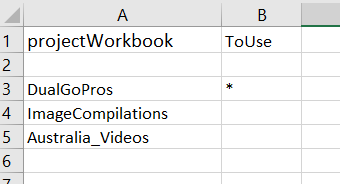 A B
1 projectWorkbook ToUse
2
3 DualGoPros *
4 ImageCompilations
5 Australia_Videos
6